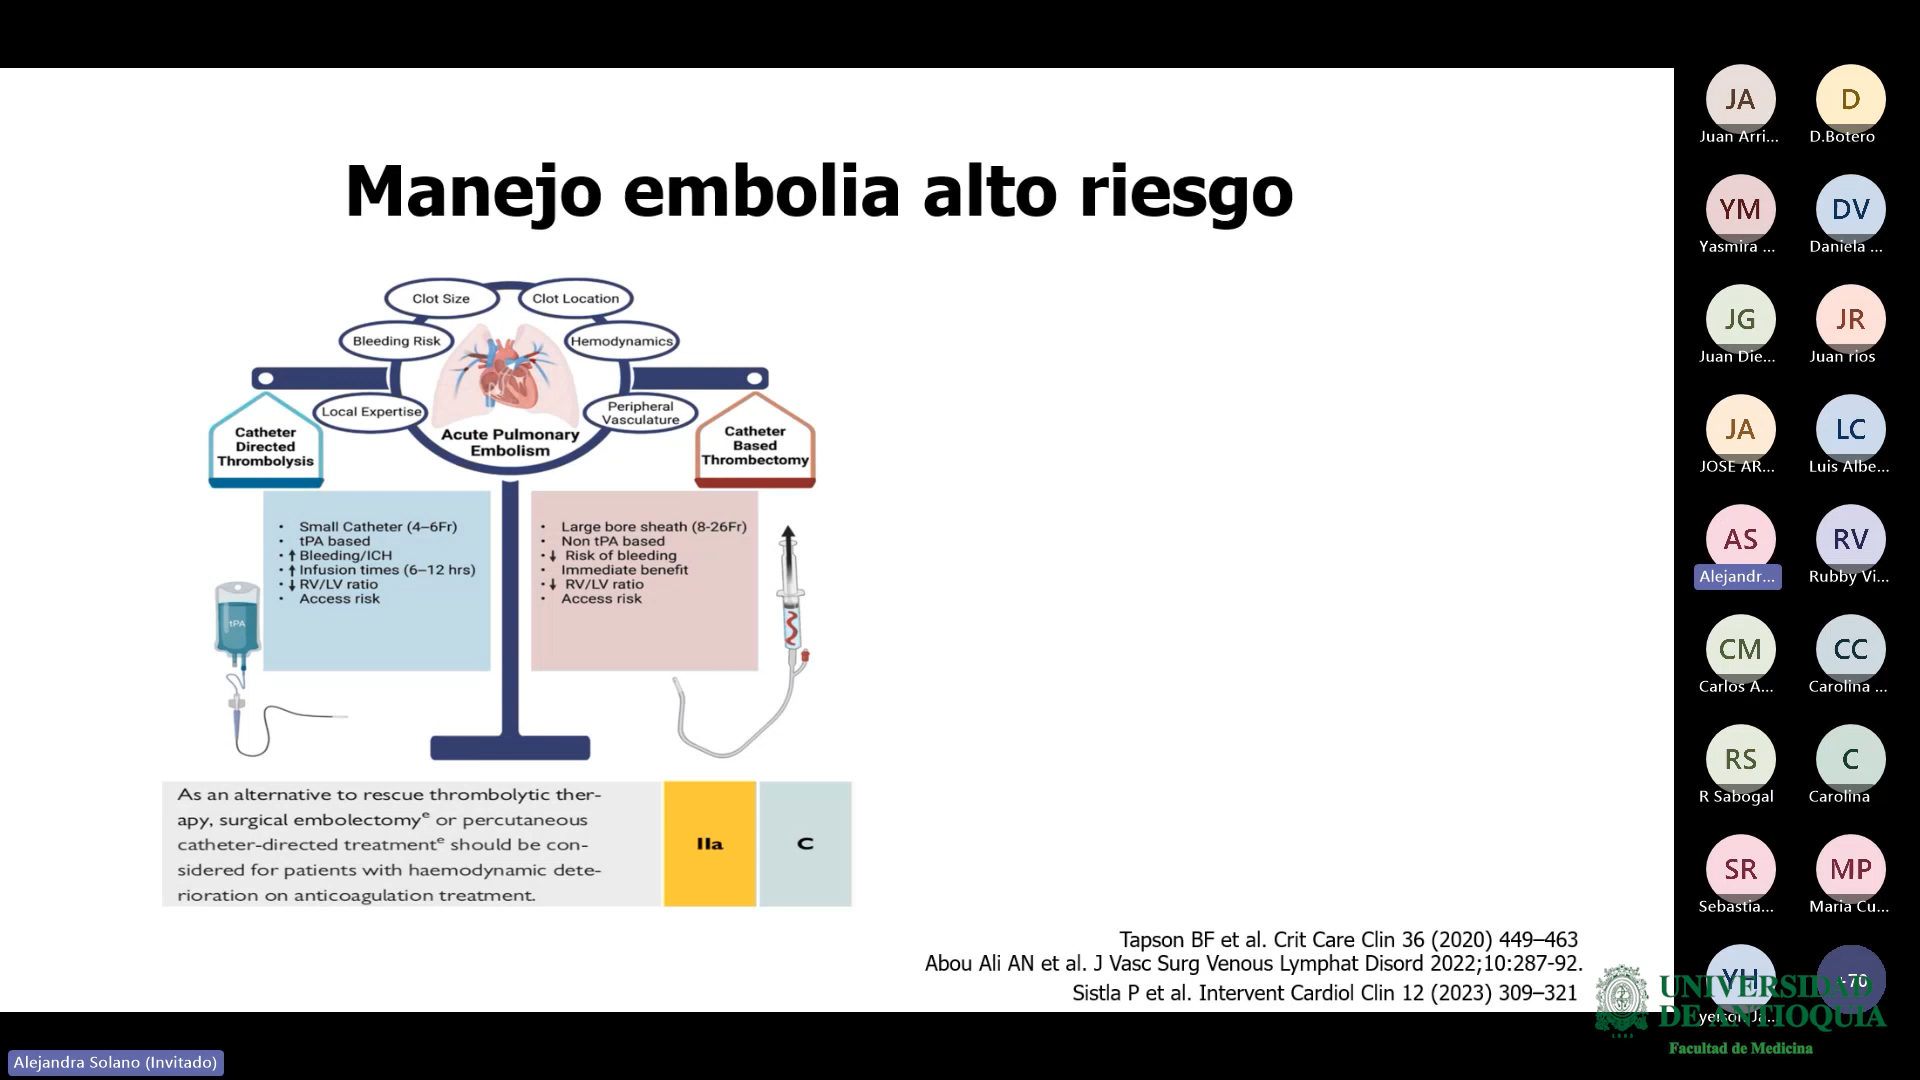 Manejo embolia alto riesgo
Clot Size
Clot Location
Bleeding Risk
Hemodynamics
Local Expertise
Peripheral
Vasculature
Acute Pulmonary
Embolism
Catheter
Directed
Thrombolysis
Catheter
Based
Thrombectomy
• Small Catheter (4–6Fr)
• tPA based
• ↑ Bleeding/ICH
• ↑ Infusion times (6–12 hrs)
• ↓ RV/LV ratio
• Access risk
• Large bore sheath (8-26Fr)
• Non tPA based
• ↓ Risk of bleeding
• Immediate benefit
• ↓ RV/LV ratio
• Access risk
tPA
As an alternative to rescue thrombolytic ther-
apy, surgical embolectomyᵉ or percutaneous
catheter-directed treatmentᵉ should be con-
sidered for patients with haemodynamic dete-
rioration on anticoagulation treatment.
IIa
C
Tapson BF et al. Crit Care Clin 36 (2020) 449–463
Abou Ali AN et al. J Vasc Surg Venous Lymphat Disord 2022;10:287-92.
Sistla P et al. Intervent Cardiol Clin 12 (2023) 309–321
JA
Juan Arri...
D
D.Botero
YM
Yasmira ...
DV
Daniela ...
JG
Juan Die...
JR
Juan rios
JA
JOSE AR...
LC
Luis Albe...
AS
Alejandr...
RV
Rubby Vi...
CM
Carlos A...
CC
Carolina ...
RS
R Sabogal
C
Carolina
SR
Sebastia...
MP
Maria Cu...
YH
+70
UNIVERSIDAD
DE ANTIOQUIA
1803
Facultad de Medicina
Alejandra Solano (Invitado)